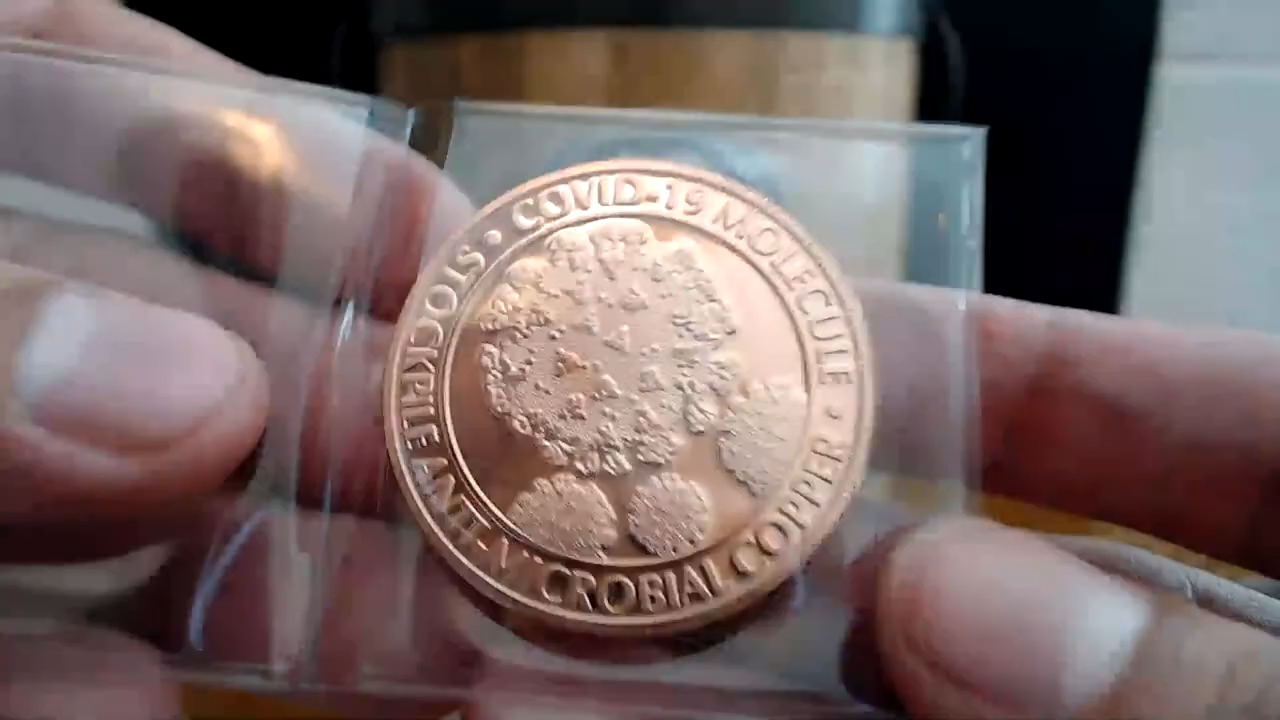 COVID-19 MOLECULE •
STOCKPILE ANTI-MICROBIAL COPPER •